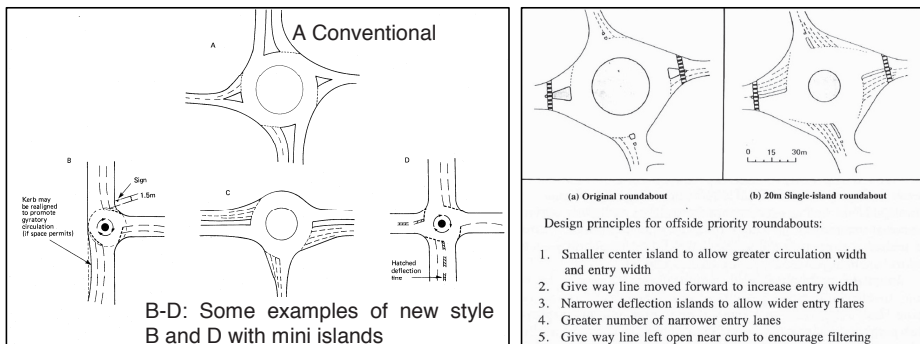 A Conventional
A
B
Sign
1.5m
Kerb may
be realigned
to promote
gyratory
circulation
(if space permits)
C
D
Hatched
deflection
line
B-D: Some examples of new style
B and D with mini islands
0 15 30m
(a) Original roundabout
(b) 20m Single-island roundabout
Design principles for offside priority roundabouts:
1. Smaller center island to allow greater circulation width
and entry width
2. Give way line moved forward to increase entry width
3. Narrower deflection islands to allow wider entry flares
4. Greater number of narrower entry lanes
5. Give way line left open near curb to encourage filtering